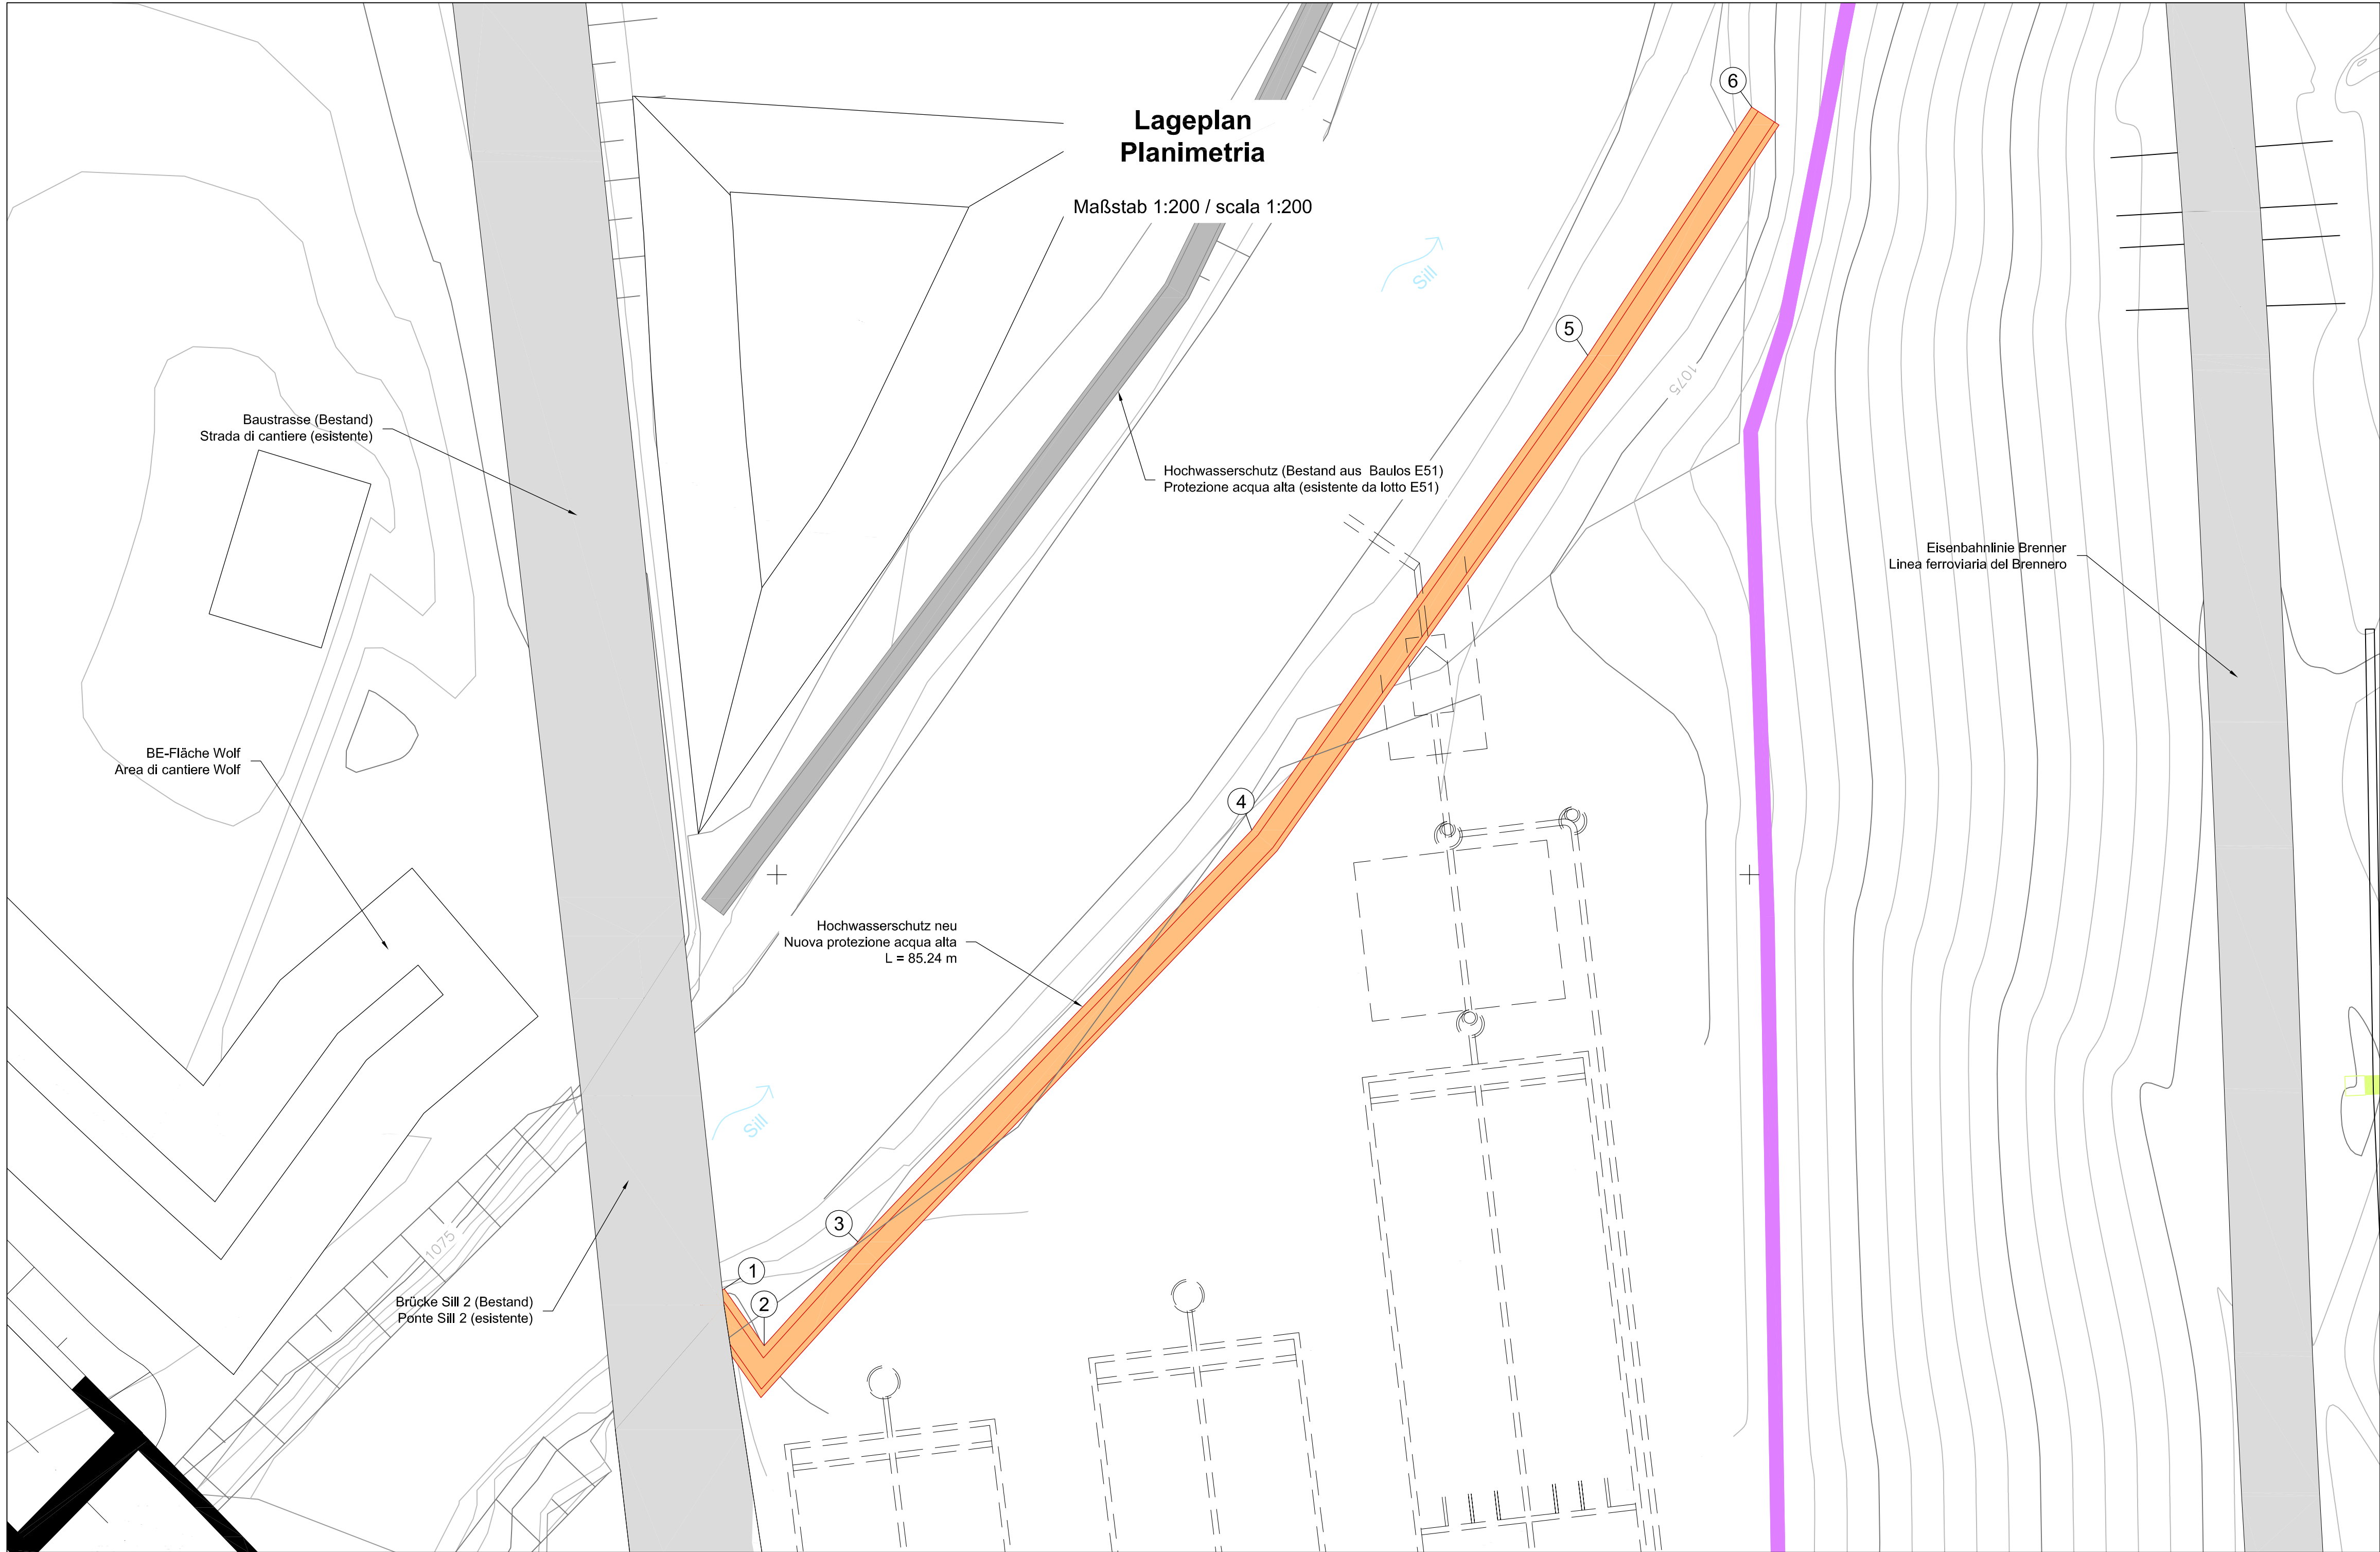 Lageplan
Planimetria
Maßstab 1:200 / scala 1:200
6
Sill
5
1075
Baustrasse (Bestand)
Strada di cantiere (esistente)
Hochwasserschutz (Bestand aus Baulos E51)
Protezione acqua alta (esistente da lotto E51)
Eisenbahnlinie Brenner
Linea ferroviaria del Brennero
BE-Fläche Wolf
Area di cantiere Wolf
4
Hochwasserschutz neu
Nuova protezione acqua alta
L = 85.24 m
Sill
3
1075
1
2
Brücke Sill 2 (Bestand)
Ponte Sill 2 (esistente)